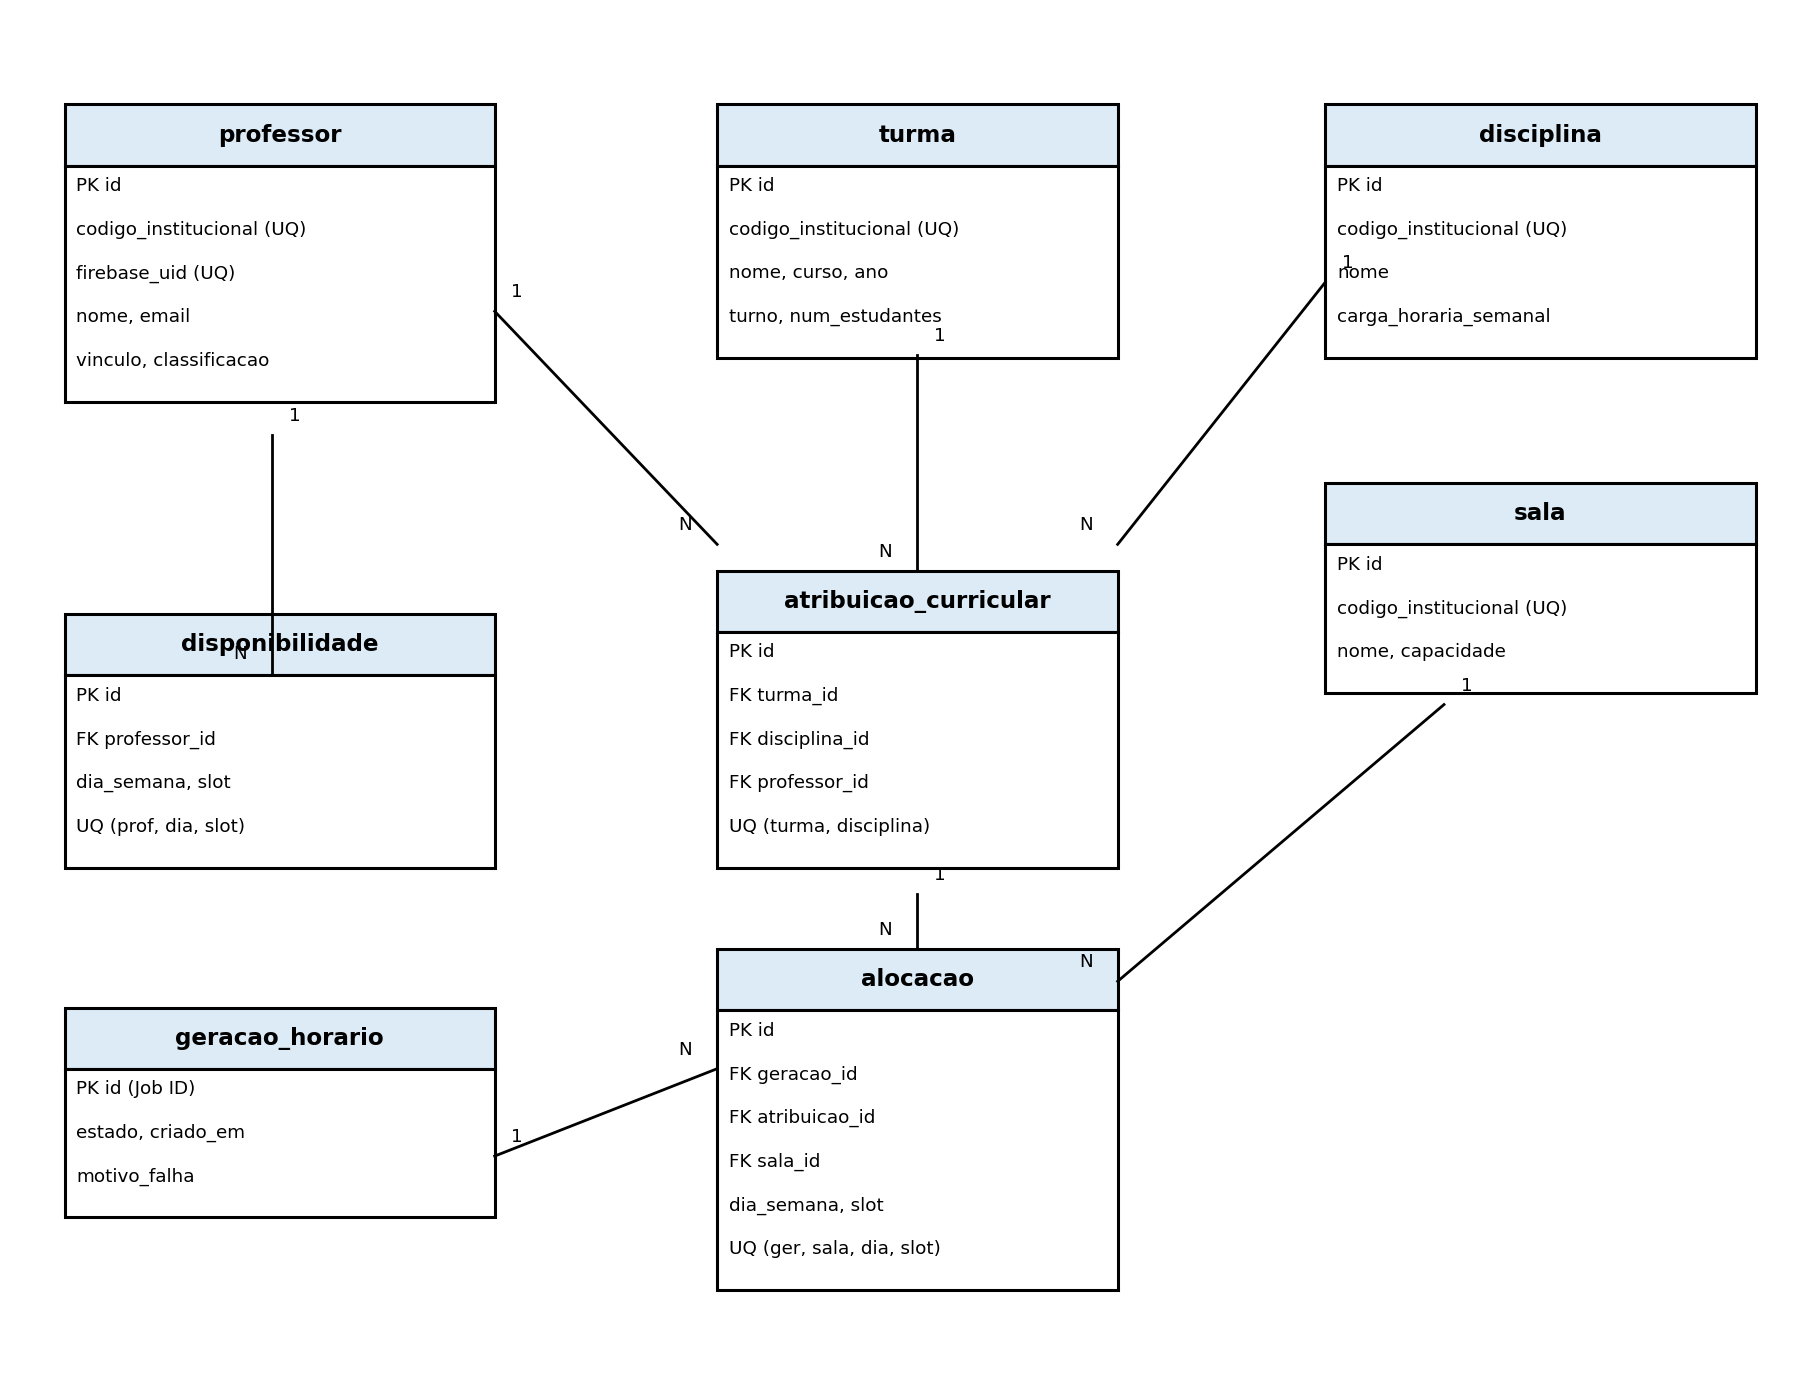 professor
PK id
codigo_institucional (UQ)
firebase_uid (UQ)
nome, email
vinculo, classificacao
1
1
turma
PK id
codigo_institucional (UQ)
nome, curso, ano
turno, num_estudantes
1
disciplina
PK id
codigo_institucional (UQ)
1
nome
carga_horaria_semanal
N
N
N
sala
PK id
codigo_institucional (UQ)
nome, capacidade
1
disponibilidade
N
PK id
FK professor_id
dia_semana, slot
UQ (prof, dia, slot)
atribuicao_curricular
PK id
FK turma_id
FK disciplina_id
FK professor_id
UQ (turma, disciplina)
1
N
N
geracao_horario
PK id (Job ID)
estado, criado_em
motivo_falha
1
N
alocacao
PK id
FK geracao_id
FK atribuicao_id
FK sala_id
dia_semana, slot
UQ (ger, sala, dia, slot)